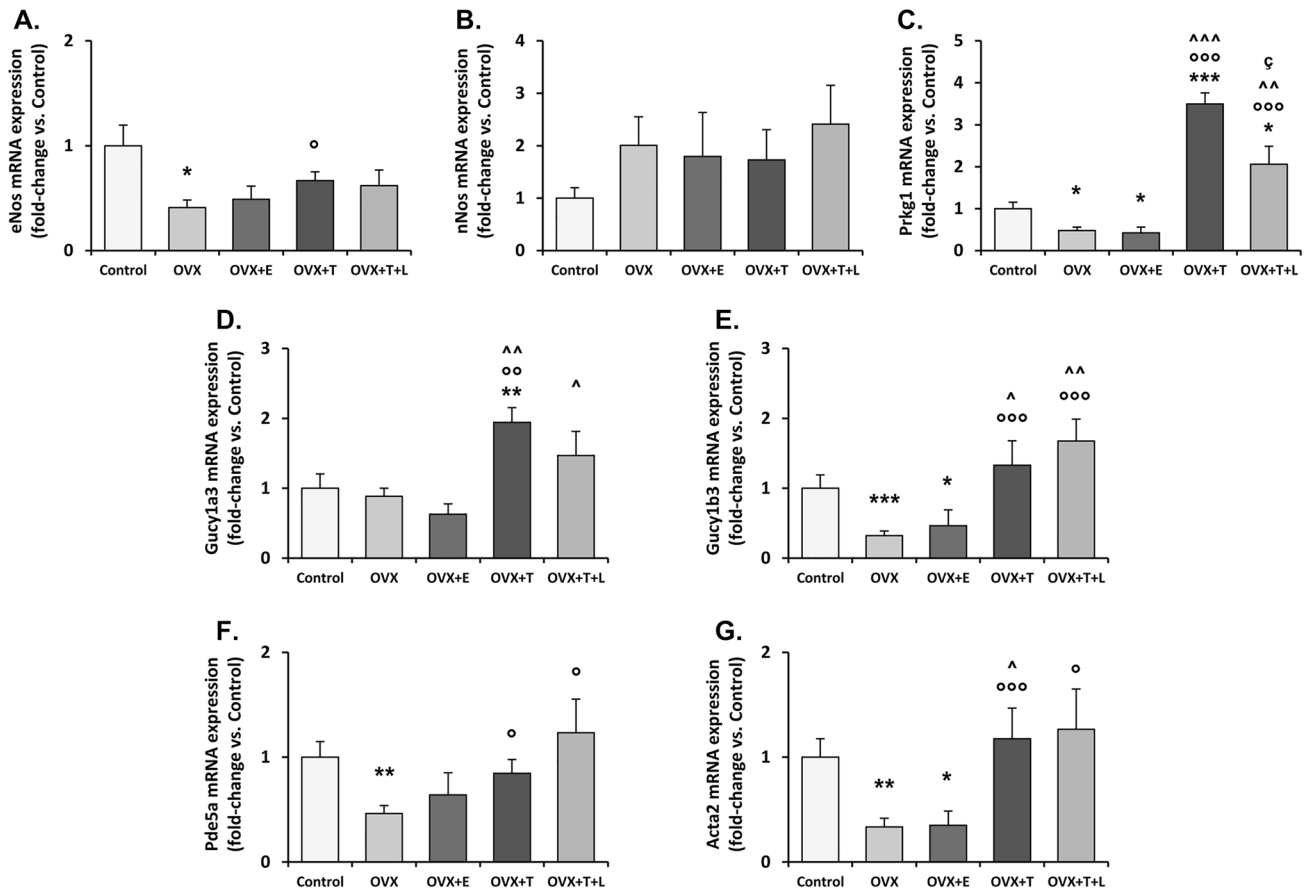 A.
eNos mRNA expression
(fold-change vs. Control)
2
1
0
*
°
Control OVX OVX+E OVX+T OVX+T+L
B.
nNos mRNA expression
(fold-change vs. Control)
4
3
2
1
0
Control OVX OVX+E OVX+T OVX+T+L
C.
Prkg1 mRNA expression
(fold-change vs. Control)
5
4
3
2
1
0
*
*
^^^
°°°
***
ç
^^
°°°
*
Control OVX OVX+E OVX+T OVX+T+L
D.
Gucy1a3 mRNA expression
(fold-change vs. Control)
3
2
1
0
^^
°°
**
^
Control OVX OVX+E OVX+T OVX+T+L
E.
Gucy1b3 mRNA expression
(fold-change vs. Control)
3
2
1
0
***
*
^
°°°
^^
°°°
Control OVX OVX+E OVX+T OVX+T+L
F.
Pde5a mRNA expression
(fold-change vs. Control)
2
1
0
**
°
°
Control OVX OVX+E OVX+T OVX+T+L
G.
Acta2 mRNA expression
(fold-change vs. Control)
2
1
0
**
*
^
°°°
°
Control OVX OVX+E OVX+T OVX+T+L